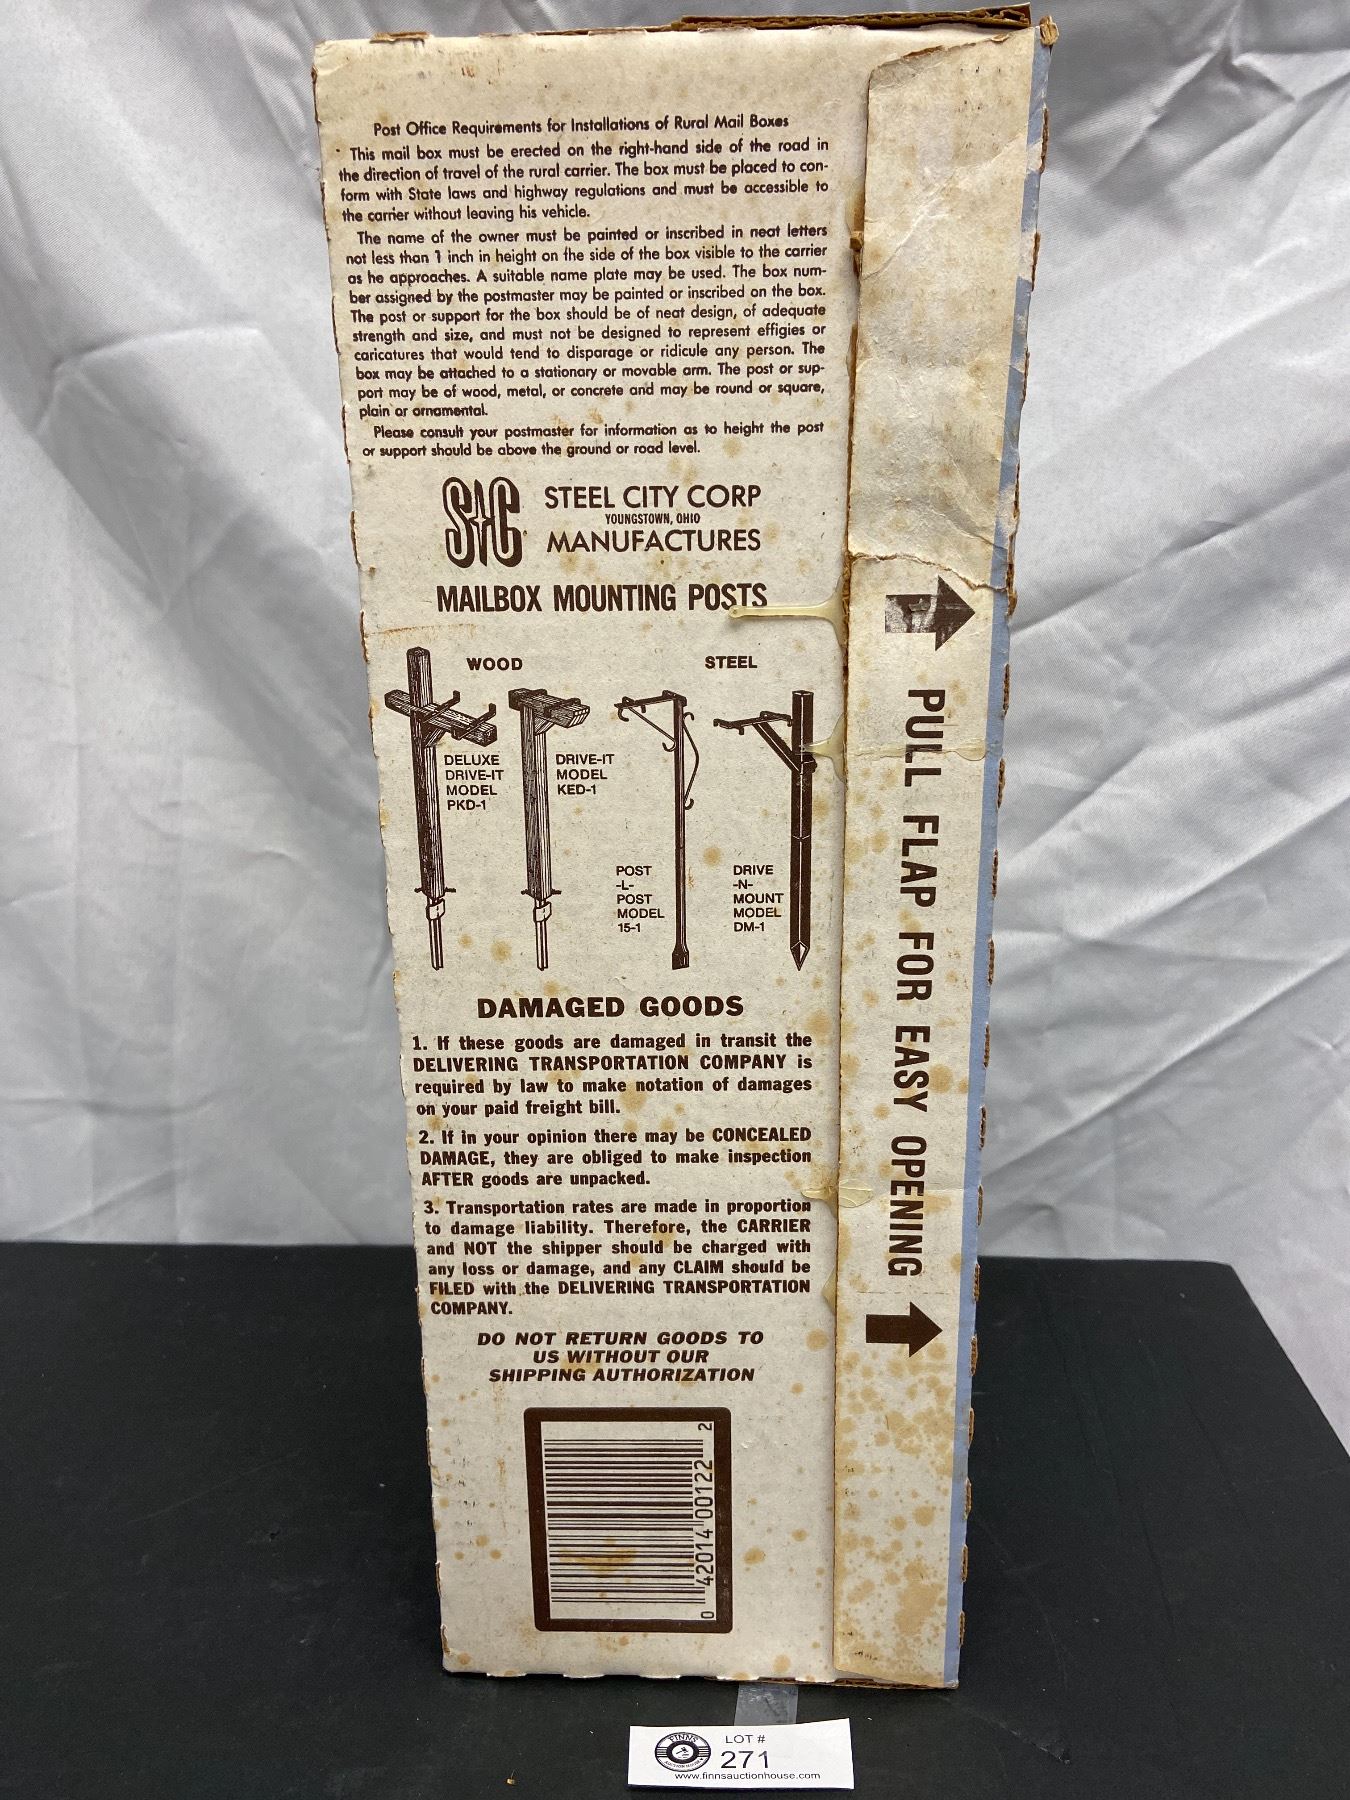 Post Office Requirements for Installations of Rural Mail Boxes
This mail box must be erected on the right-hand side of the road in
the direction of travel of the rural carrier. The box must be placed to con-
form with State laws and highway regulations and must be accessible to
the carrier without leaving his vehicle.
The name of the owner must be painted or inscribed in neat letters
not less than 1 inch in height on the side of the box visible to the carrier
as he approaches. A suitable name plate may be used. The box num-
ber assigned by the postmaster may be painted or inscribed on the box.
The post or support for the box should be of neat design, of adequate
strength and size, and must not be designed to represent effigies or
caricatures that would tend to disparage or ridicule any person. The
box may be attached to a stationary or movable arm. The post or sup-
port may be of wood, metal, or concrete and may be round or square,
plain or ornamental.
Please consult your postmaster for information as to height the post
or support should be above the ground or road level.
StC
STEEL CITY CORP
YOUNGSTOWN, OHIO
MANUFACTURES
MAILBOX MOUNTING POSTS
WOOD
STEEL
DELUXE
DRIVE-IT
MODEL
PKD-1
DRIVE-IT
MODEL
KED-1
POST
-L-
POST
MODEL
15-1
DRIVE
-N-
MOUNT
MODEL
DM-1
DAMAGED GOODS
1. If these goods are damaged in transit the
DELIVERING TRANSPORTATION COMPANY is
required by law to make notation of damages
on your paid freight bill.
2. If in your opinion there may be CONCEALED
DAMAGE, they are obliged to make inspection
AFTER goods are unpacked.
3. Transportation rates are made in proportion
to damage liability. Therefore, the CARRIER
and NOT the shipper should be charged with
any loss or damage, and any CLAIM should be
FILED with the DELIVERING TRANSPORTATION
COMPANY.
DO NOT RETURN GOODS TO
US WITHOUT OUR
SHIPPING AUTHORIZATION
0 42014 00122 2
PULL FLAP FOR EASY OPENING
FINNS
LOT #
271
www.finnsauctionhouse.com